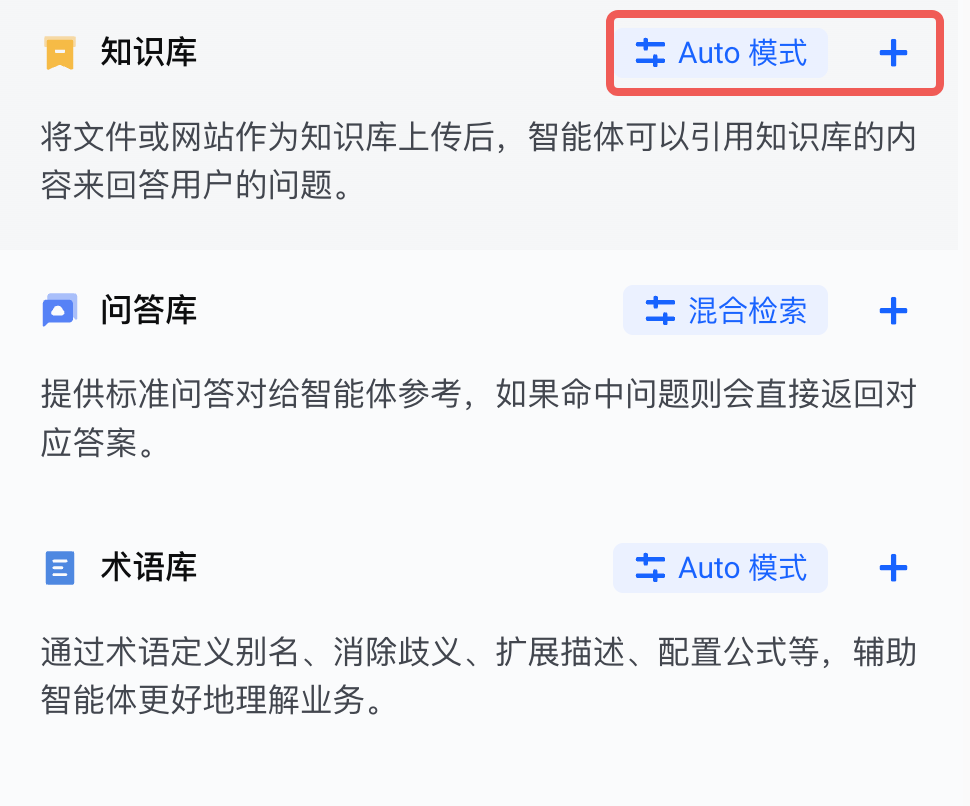 知识库
Auto 模式
将文件或网站作为知识库上传后，智能体可以引用知识库的内
容来回答用户的问题。
问答库
混合检索
提供标准问答对给智能体参考，如果命中问题则会直接返回对
应答案。
术语库
Auto 模式
通过术语定义别名、消除歧义、扩展描述、配置公式等，辅助
智能体更好地理解业务。